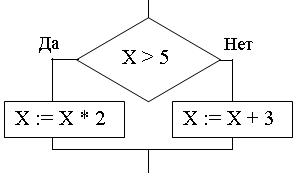 Да
Нет
X > 5
X := X * 2
X := X + 3